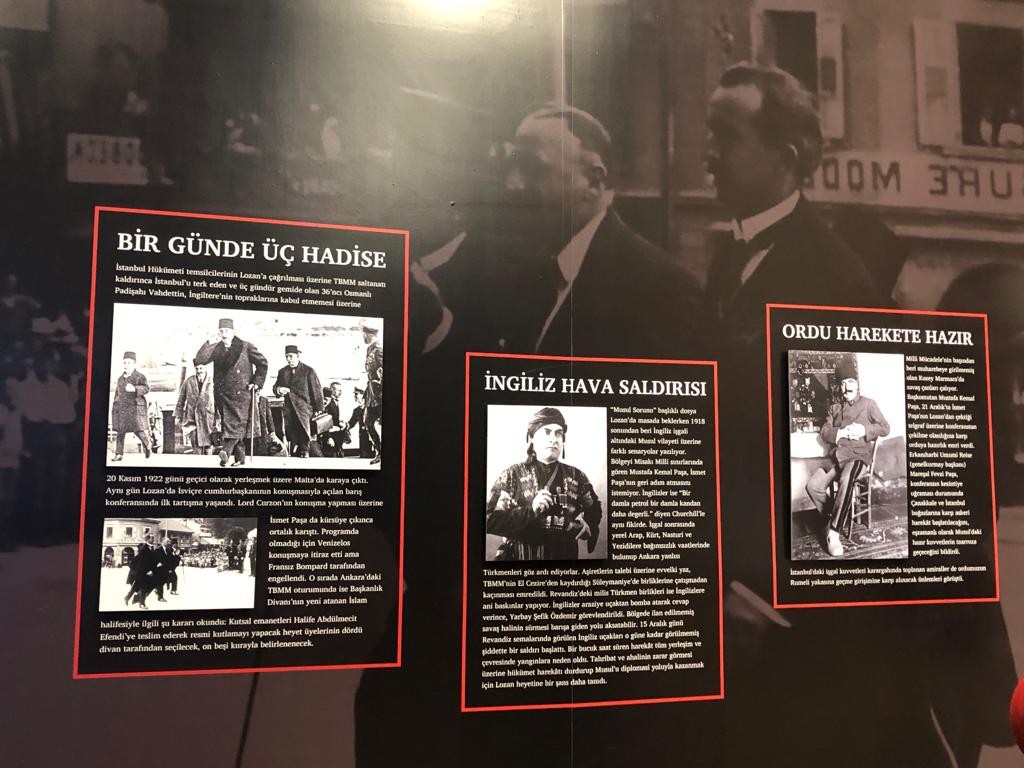 BİR GÜNDE ÜÇ HADİSE
İstanbul Hükümeti temsilcilerinin Lozan'a çağrılması üzerine TBMM saltanatı
kaldırınca İstanbul'u terk eden ve üç gündür gemide olan 36'ncı Osmanlı
Padişahı Vahdettin, İngiltere'nin topraklarına kabul etmemesi üzerine
20 Kasım 1922 günü geçici olarak yerleşmek üzere Malta'da karaya çıktı.
Aynı gün Lozan'da İsviçre cumhurbaşkanının konuşmasıyla açılan barış
konferansında ilk tartışma yaşandı. Lord Curzon'un konuşma yapması üzerine
İsmet Paşa da kürsüye çıkınca
ortalık karıştı. Programda
olmadığı için Venizelos
konuşmaya itiraz etti ama
Fransız Bompard tarafından
engellendi. O sırada Ankara'daki
TBMM oturumunda ise Başkanlık
Divanı'nın yeni atanan İslam
halifesiyle ilgili şu kararı okundu: Kutsal emanetleri Halife Abdülmecit
Efendi'ye teslim ederek resmi kutlamayı yapacak heyet üyelerinin dördü
divan tarafından seçilecek, on beşi kurayla belirlenecek.
İNGİLİZ HAVA SALDIRISI
"Musul Sorunu" başlıklı dosya
Lozan'da masada beklerken 1918
sonundan beri İngiliz işgali
altındaki Musul vilayeti üzerine
farklı senaryolar yazılıyor.
Bölgeyi Misakı Milli sınırlarında
gören Mustafa Kemal Paşa, İsmet
Paşa'nın geri adım atmasını
istemiyor. İngilizler ise "Bir
damla petrol bir damla kandan
daha değerli." diyen Churchill'le
aynı fikirde. İşgal sonrasında
yerel Arap, Kürt, Nasturi ve
Yezidilere bağımsızlık vaatlerinde
bulunup Ankara yanlısı
Türkmenleri göz ardı ediyorlar. Aşiretlerin talebi üzerine evvelki yaz,
TBMM'nin El Cezire'den kaydırdığı Süleymaniye'de birliklerine çatışmadan
kaçınması emredildi. Revandiz'deki milis Türkmen birlikleri ise İngilizlere
ani baskınlar yapıyor. İngilizler araziye uçaktan bomba atarak cevap
verince, Yarbay Şefik Özdemir görevlendirildi. Bölgede ilan edilmemiş
savaş halinin sürmesi barışa giden yolu aksatabilir. 15 Aralık günü
Revandiz semalarında görülen İngiliz uçakları o güne kadar görülmemiş
şiddette bir saldırı başlattı. Bir bucuk saat süren harekât tüm yerleşim ve
çevresinde yangınlara neden oldu. Tahribat ve ahalinin zarar görmesi
üzerine hükümet harekâtı durdurup Musul'u diplomasi yoluyla kazanmak
için Lozan heyetine bir şans daha tanıdı.
ORDU HAREKETE HAZIR
Milli Mücadele'nin başından
beri muharebeye girilmemiş
olan Kuzey Marmara'da
savaş çanları çalıyor.
Başkomutan Mustafa Kemal
Paşa, 21 Aralık'ta İsmet
Paşa'nın Lozan'dan çektiği
telgraf üzerine konferanstan
çekilme olasılığına karşı
orduya hazırlık emri verdi.
Erkanıharbi Umumi Reise
(genelkurmay başkanı)
Mareşal Fevzi Paşa,
konferansın kesintiye
uğraması durumunda
Çanakkale ve İstanbul
boğazlarına karşı askeri
harekât başlatılacağını,
eşzamanlı olarak Musul'daki
hazır kuvvetlerin taarruza
geçeceğini bildirdi.
İstanbul'daki işgal kuvvetleri karargahında toplanan amiraller de ordumuzun
Rumeli yakasına geçme girişimine karşı alınacak önlemleri görüştü.